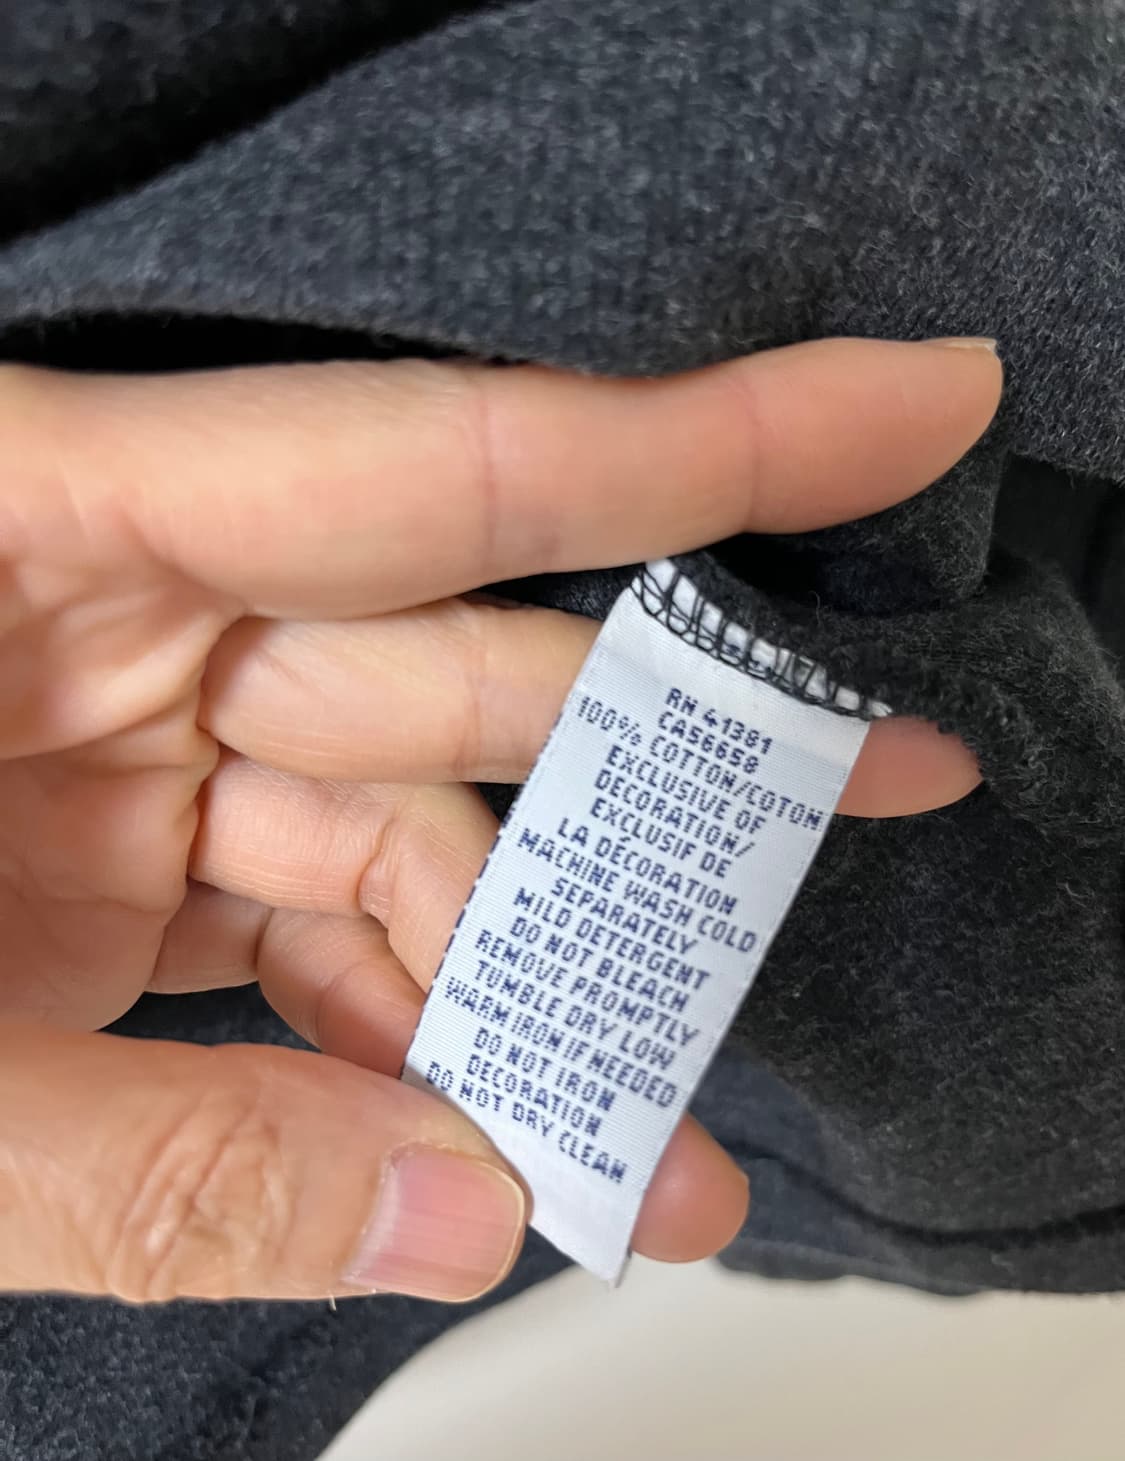 RN 41381
CA56658
100% COTTON/COTON
EXCLUSIVE OF
DECORATION/
EXCLUSIF DE
LA DÉCORATION
MACHINE WASH COLD
SEPARATELY
MILD DETERGENT
DO NOT BLEACH
REMOVE PROMPTLY
TUMBLE DRY LOW
WARM IRON IF NEEDED
DO NOT IRON
DECORATION
DO NOT DRY CLEAN